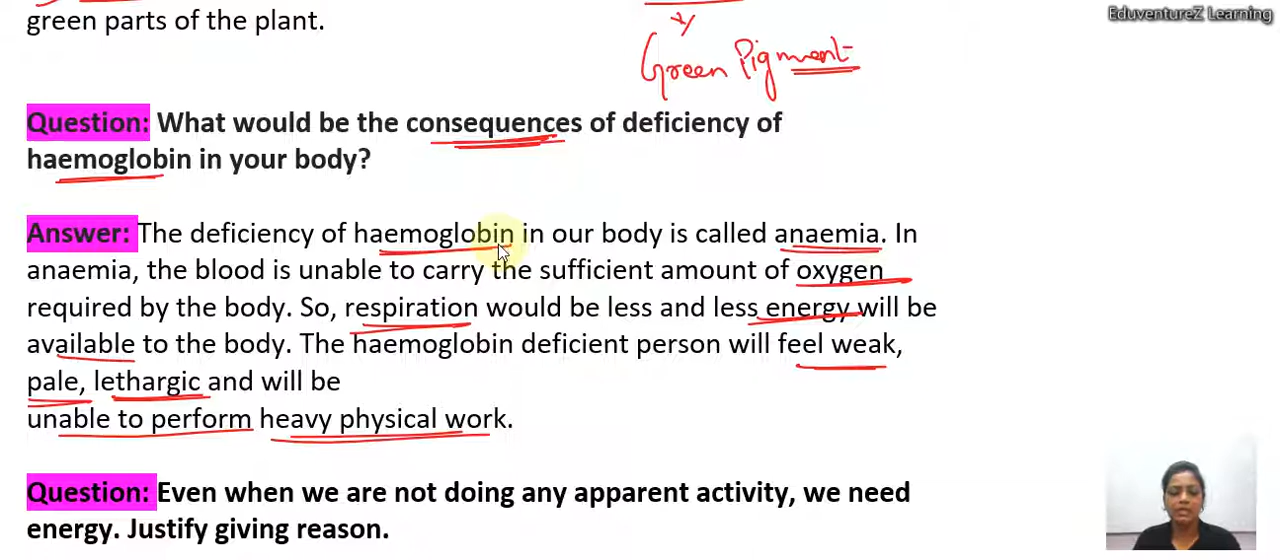 EduventureZ Learning
green parts of the plant.
Green Pigment
Question: What would be the consequences of deficiency of
haemoglobin in your body?
Answer: The deficiency of haemoglobin in our body is called anaemia. In
anaemia, the blood is unable to carry the sufficient amount of oxygen
required by the body. So, respiration would be less and less energy will be
available to the body. The haemoglobin deficient person will feel weak,
pale, lethargic and will be
unable to perform heavy physical work.
Question: Even when we are not doing any apparent activity, we need
energy. Justify giving reason.